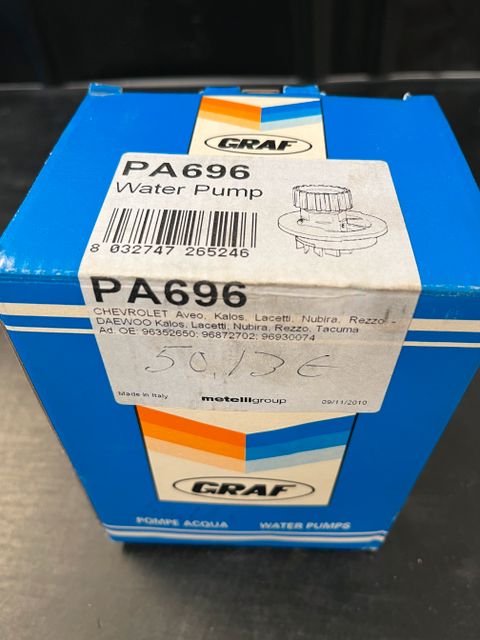 GRAF
PA696
Water Pump
8 032747 265246
PA696
CHEVROLET Aveo, Kalos, Lacetti, Nubira, Rezzo -
DAEWOO Kalos, Lacetti, Nubira, Rezzo, Tacuma
Ad. OE: 96352650; 96872702; 96930074
50,13 €
Made in Italy metelligroup 09/11/2010
GRAF
POMPE ACQUA WATER PUMPS